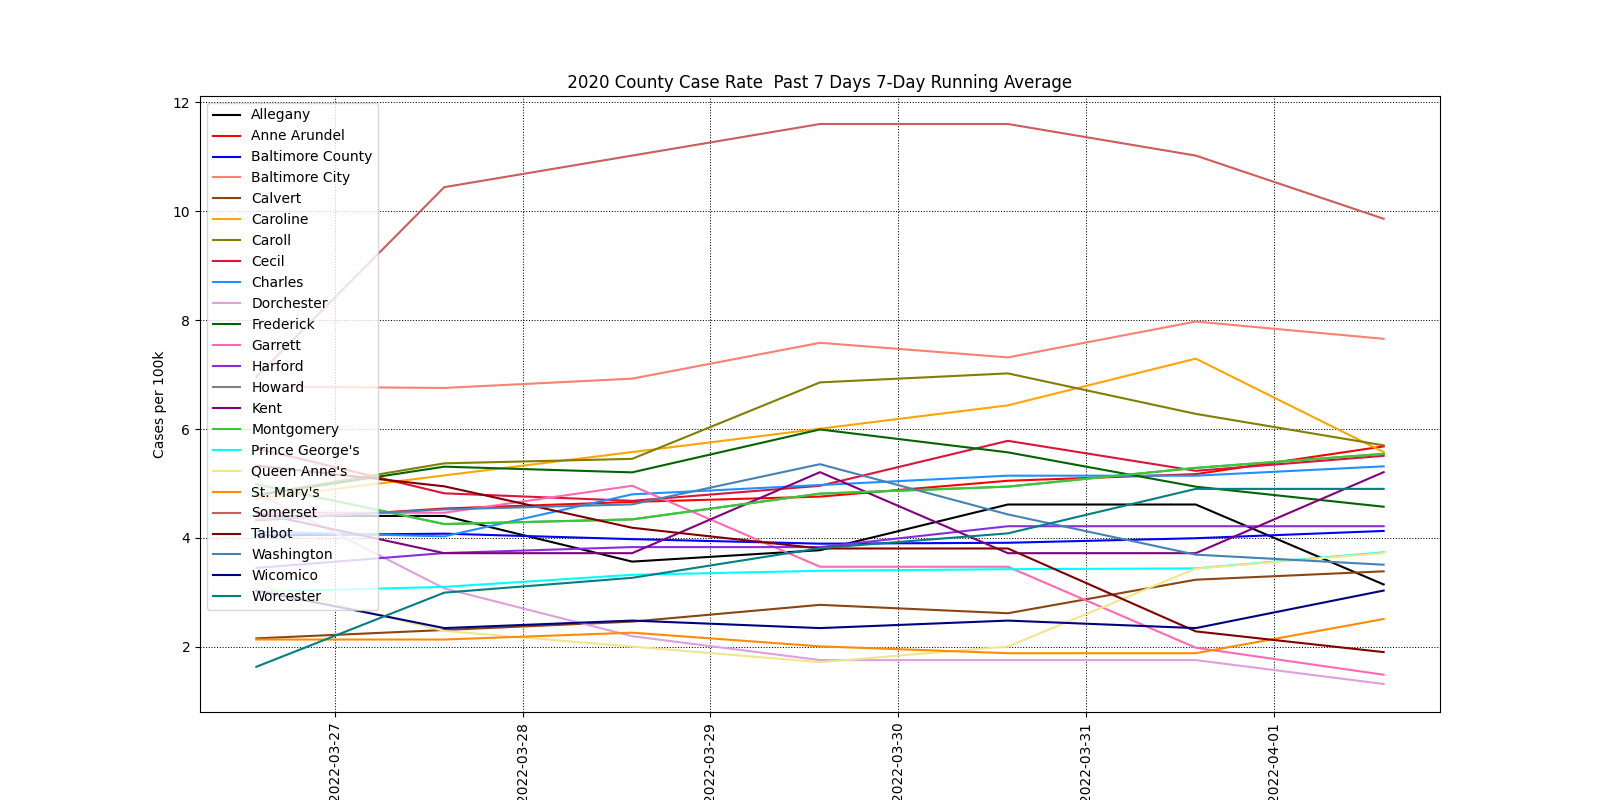 2020 County Case Rate  Past 7 Days 7-Day Running Average
Cases per 100k
12
10
8
6
4
2
Allegany
Anne Arundel
Baltimore County
Baltimore City
Calvert
Caroline
Caroll
Cecil
Charles
Dorchester
Frederick
Garrett
Harford
Howard
Kent
Montgomery
Prince George's
Queen Anne's
St. Mary's
Somerset
Talbot
Washington
Wicomico
Worcester
2022-03-27
2022-03-28
2022-03-29
2022-03-30
2022-03-31
2022-04-01